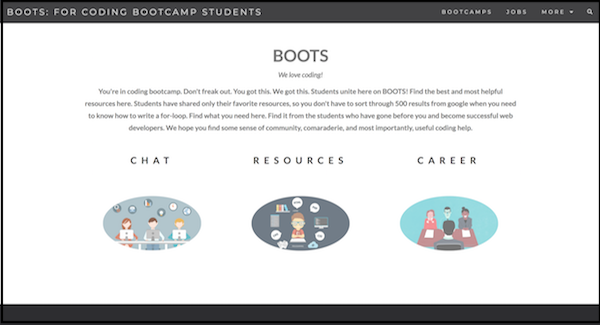 BOOTS: FOR CODING BOOTCAMP STUDENTS
BOOTCAMPS JOBS MORE
BOOTS
We love coding!
You're in coding bootcamp. Don't freak out. You got this. We got this. Students unite here on BOOTS! Find the best and most helpful
resources here. Students have shared only their favorite resources, so you don't have to sort through 500 results from google when you need
to know how to write a for-loop. Find what you need here. Find it from the students who have gone before you and become successful web
developers. We hope you find some sense of community, comaraderie, and most importantly, useful coding help.
CHAT RESOURCES CAREER